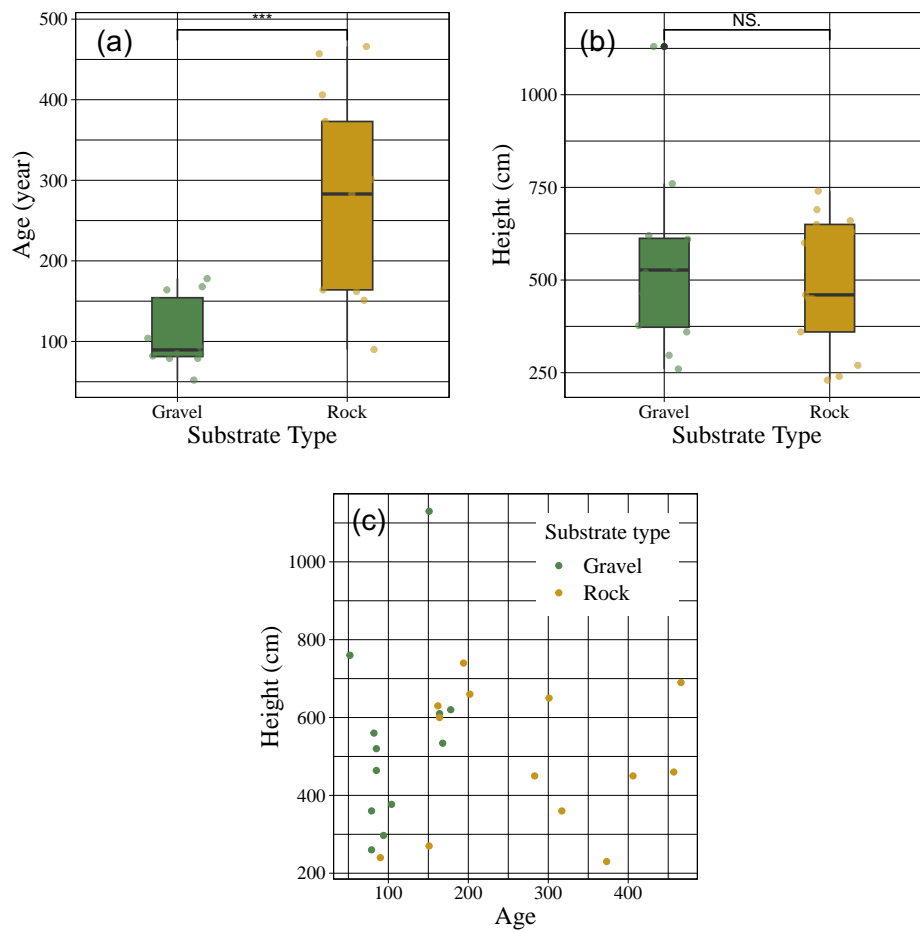 (a)
***
500
400
300
200
100
Age (year)
Gravel Rock
Substrate Type
(b)
NS.
1000
750
500
250
Height (cm)
Gravel Rock
Substrate Type
(c)
Substrate type
Gravel
Rock
1000
800
600
400
200
Height (cm)
100 200 300 400
Age